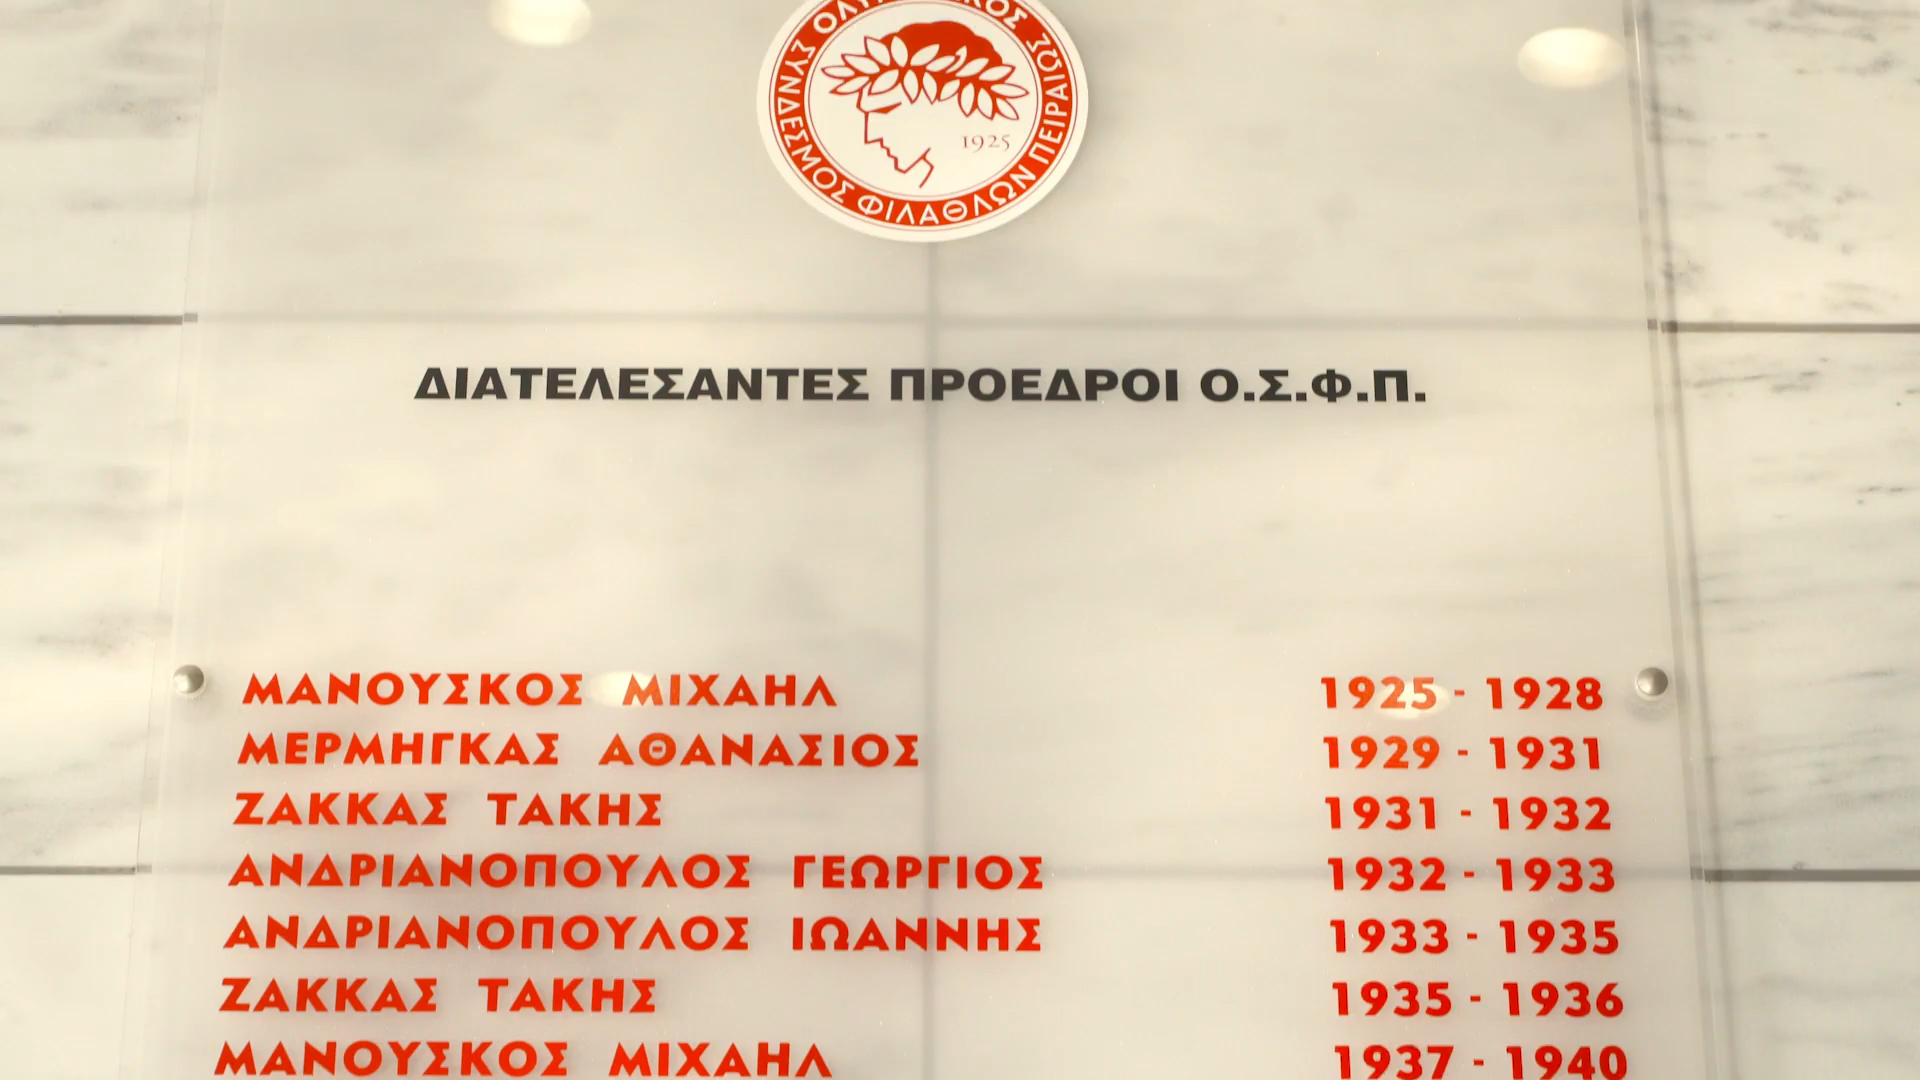 ΣΥΝΔΕΣΜΟΣ ΦΙΛΑΘΛΩΝ ΠΕΙΡΑΙΩΣ
1925
ΔΙΑΤΕΛΕΣΑΝΤΕΣ ΠΡΟΕΔΡΟΙ Ο.Σ.Φ.Π.
ΜΑΝΟΥΣΚΟΣ ΜΙΧΑΗΛ 1925 - 1928
ΜΕΡΜΗΓΚΑΣ ΑΘΑΝΑΣΙΟΣ 1929 - 1931
ΖΑΚΚΑΣ ΤΑΚΗΣ 1931 - 1932
ΑΝΔΡΙΑΝΟΠΟΥΛΟΣ ΓΕΩΡΓΙΟΣ 1932 - 1933
ΑΝΔΡΙΑΝΟΠΟΥΛΟΣ ΙΩΑΝΝΗΣ 1933 - 1935
ΖΑΚΚΑΣ ΤΑΚΗΣ 1935 - 1936
ΜΑΝΟΥΣΚΟΣ ΜΙΧΑΗΛ 1937 - 1940